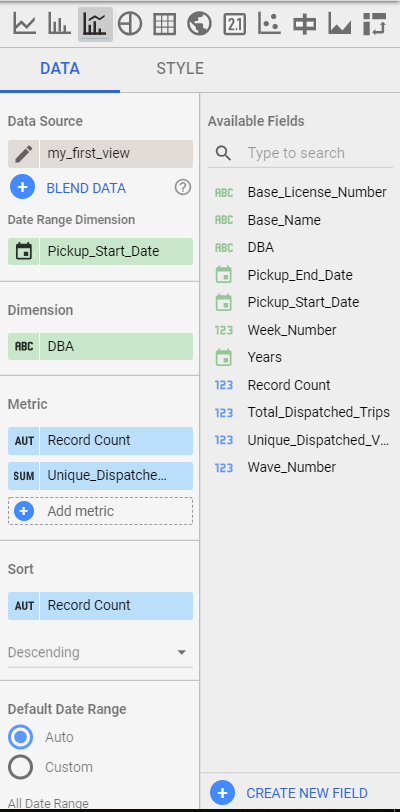 2.1
DATA
STYLE
Data Source
my_first_view
BLEND DATA
?
Date Range Dimension
Pickup_Start_Date
Dimension
ABC DBA
Metric
AUT Record Count
SUM Unique_Dispatche...
Add metric
Sort
AUT Record Count
Descending
Default Date Range
Auto
Custom
All Date Range
Available Fields
Type to search
ABC Base_License_Number
ABC Base_Name
ABC DBA
Pickup_End_Date
Pickup_Start_Date
123 Week_Number
Years
123 Record Count
123 Total_Dispatched_Trips
123 Unique_Dispatched_V...
123 Wave_Number
CREATE NEW FIELD